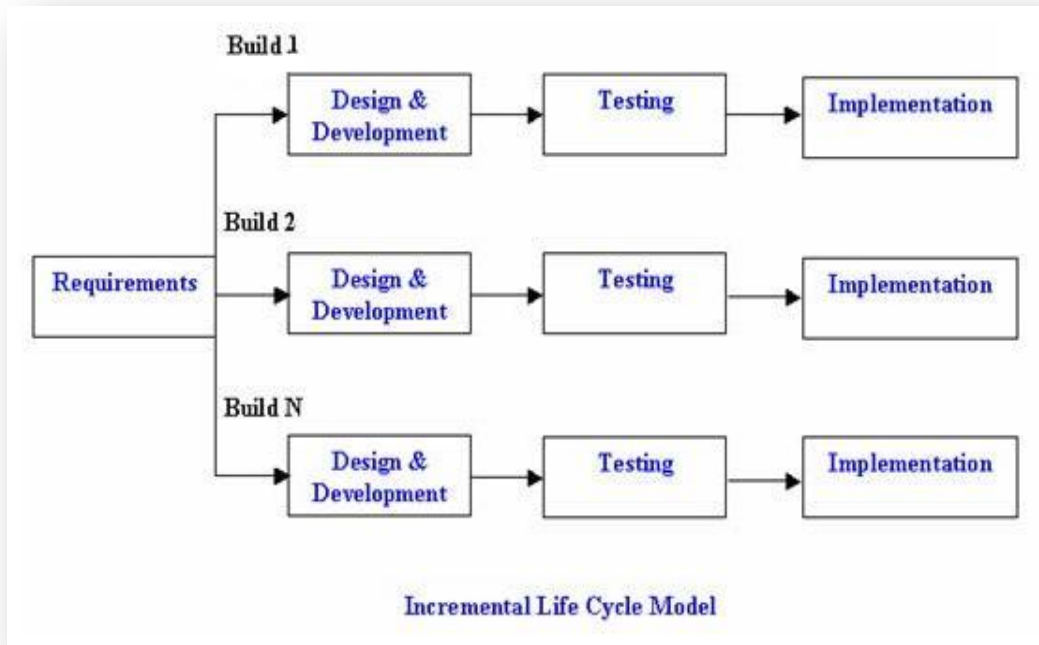 Build 1
Design &
Development
Testing
Implementation
Build 2
Requirements
Design &
Development
Testing
Implementation
Build N
Design &
Development
Testing
Implementation
Incremental Life Cycle Model